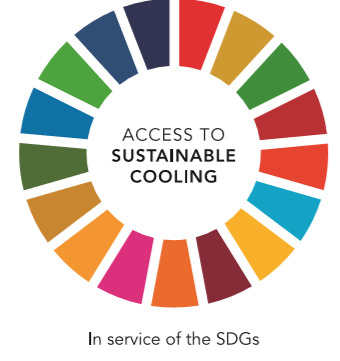 ACCESS TO
SUSTAINABLE
COOLING
In service of the SDGs